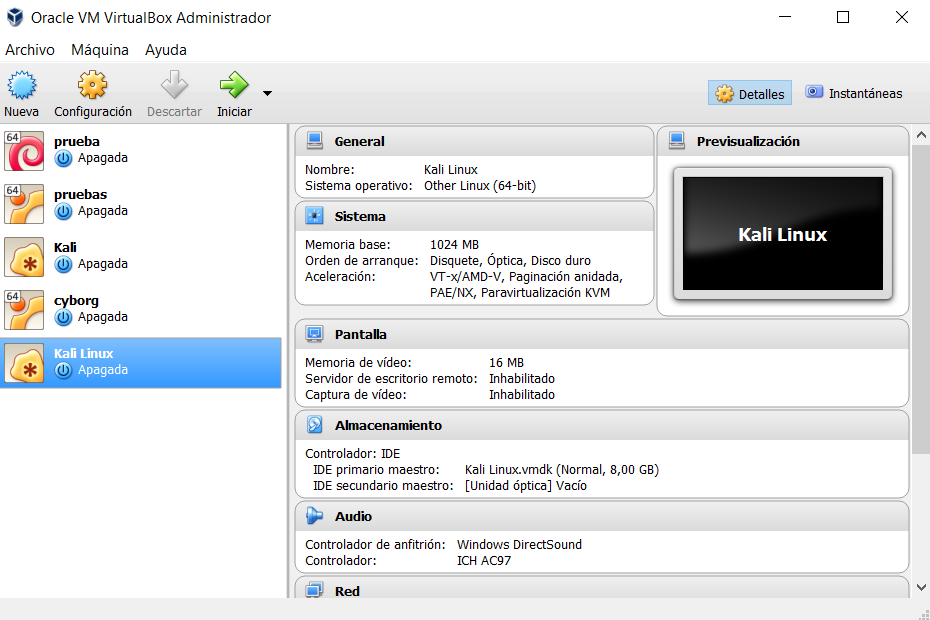 Oracle VM VirtualBox Administrador
Archivo Máquina Ayuda
Nueva Configuración Descartar Iniciar Detalles Instantáneas
64 prueba
Apagada
64 pruebas
Apagada
Kali
Apagada
64 cyborg
Apagada
Kali Linux
Apagada
General
Nombre: Kali Linux
Sistema operativo: Other Linux (64-bit)
Sistema
Memoria base: 1024 MB
Orden de arranque: Disquete, Óptica, Disco duro
Aceleración: VT-x/AMD-V, Paginación anidada,
PAE/NX, Paravirtualización KVM
Previsualización
Kali Linux
Pantalla
Memoria de vídeo: 16 MB
Servidor de escritorio remoto: Inhabilitado
Captura de vídeo: Inhabilitado
Almacenamiento
Controlador: IDE
IDE primario maestro: Kali Linux.vmdk (Normal, 8,00 GB)
IDE secundario maestro: [Unidad óptica] Vacío
Audio
Controlador de anfitrión: Windows DirectSound
Controlador: ICH AC97
Red